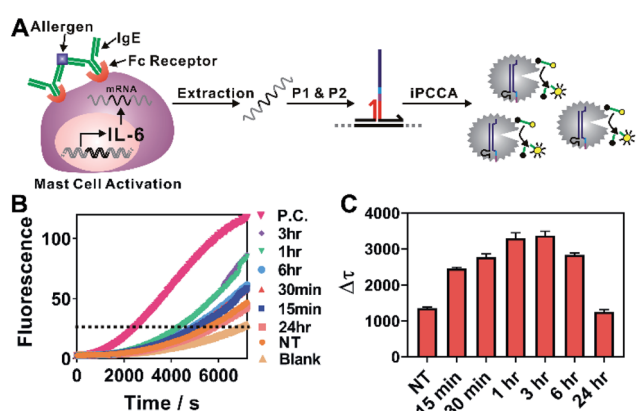 A
Allergen
IgE
Fc Receptor
mRNA
IL-6
Mast Cell Activation
Extraction
P1 & P2
iPCCA
B
Fluorescence
100
50
0
0 2000 4000 6000
Time / s
P.C.
3hr
1hr
6hr
30min
15min
24hr
NT
Blank
C
Δτ
4000
3000
2000
1000
0
NT
15 min
30 min
1 hr
3 hr
6 hr
24 hr